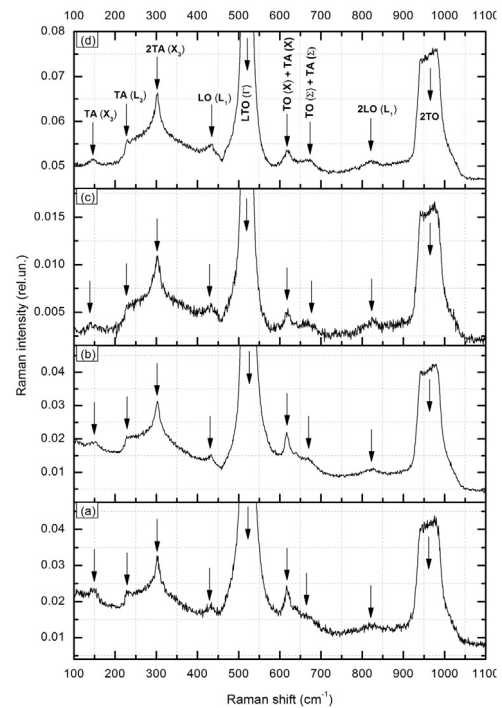 100 200 300 400 500 600 700 800 900 1000 1100
(d)
0.08
0.07
0.06
0.05
TA (X₃)
TA (L₃)
2TA (X₃)
LO (L₁)
LTO (Γ)
TO (X) + TA (X)
TO (Σ) + TA (Σ)
2LO (L₁)
2TO
(c)
0.015
0.010
0.005
(b)
0.04
0.03
0.02
0.01
(a)
0.04
0.03
0.02
0.01
Raman intensity (rel.un.)
100 200 300 400 500 600 700 800 900 1000 1100
Raman shift (cm⁻¹)